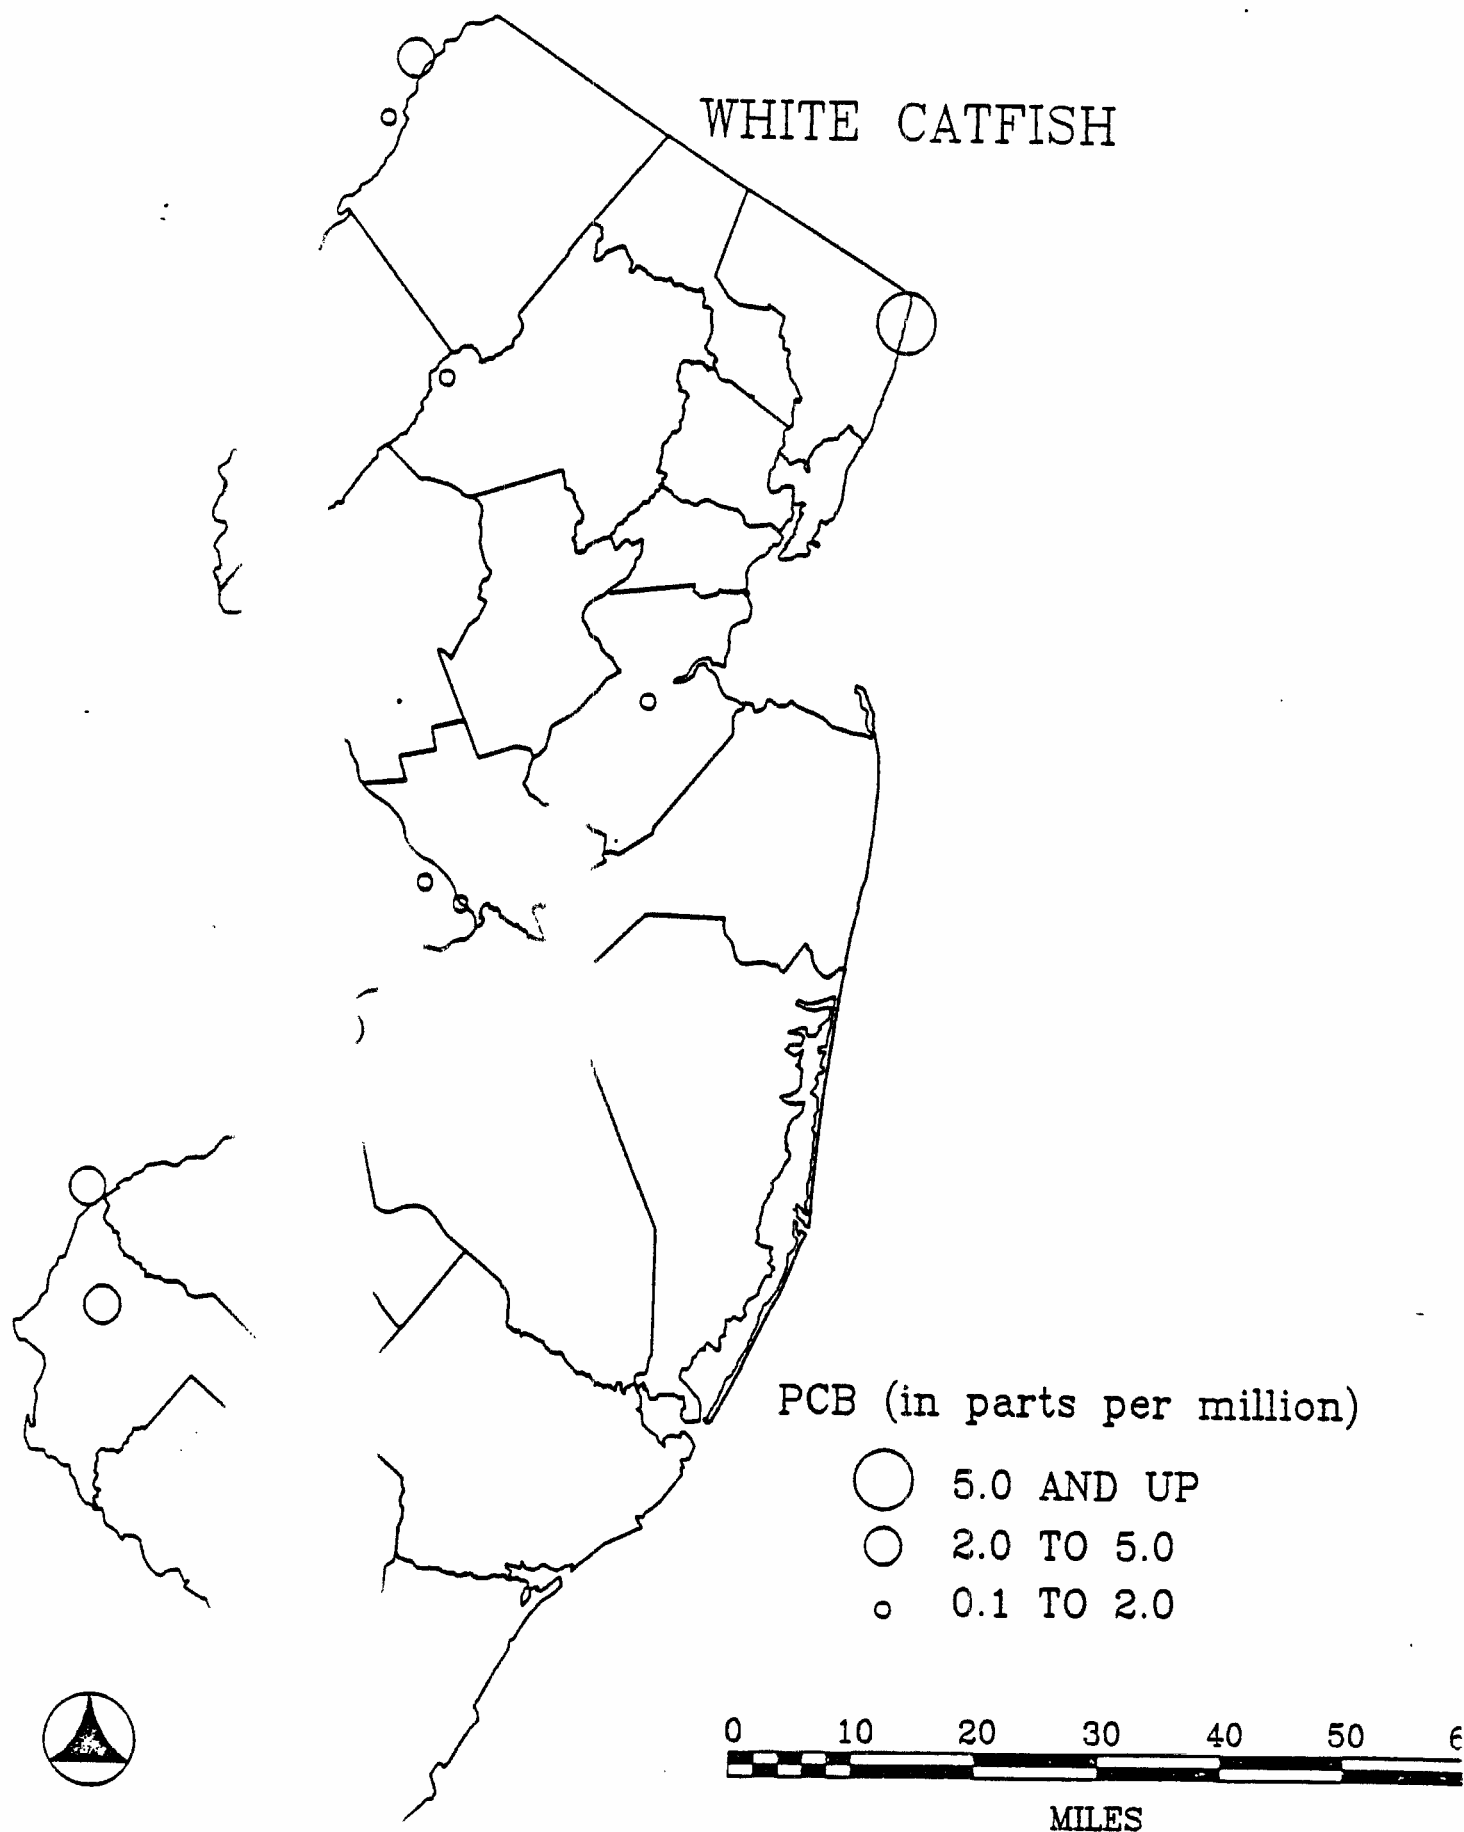 WHITE CATFISH
PCB (in parts per million)
5.0 AND UP
2.0 TO 5.0
0.1 TO 2.0
0 10 20 30 40 50
MILES